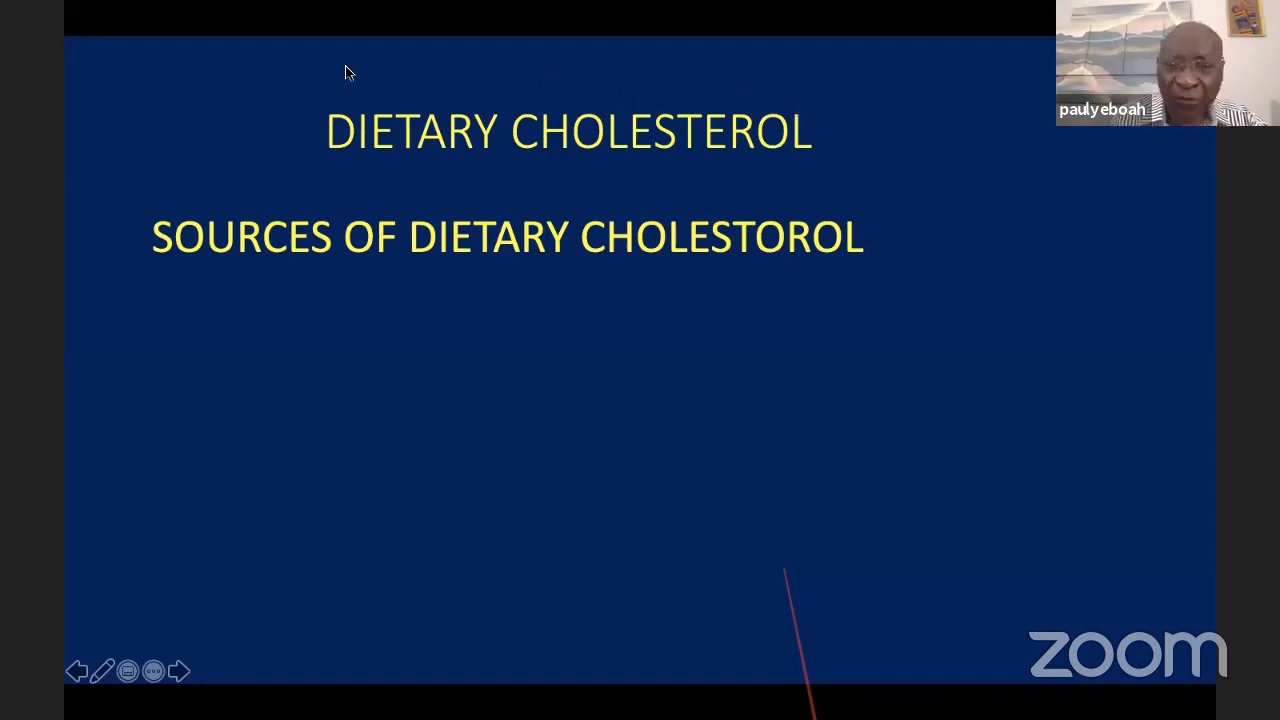 paulyeboah
DIETARY CHOLESTEROL
SOURCES OF DIETARY CHOLESTOROL
zoom